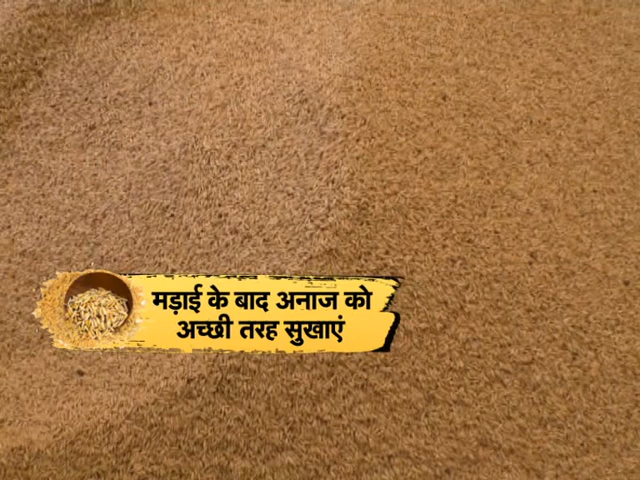 मड़ाई के बाद अनाज को
अच्छी तरह सुखाएं